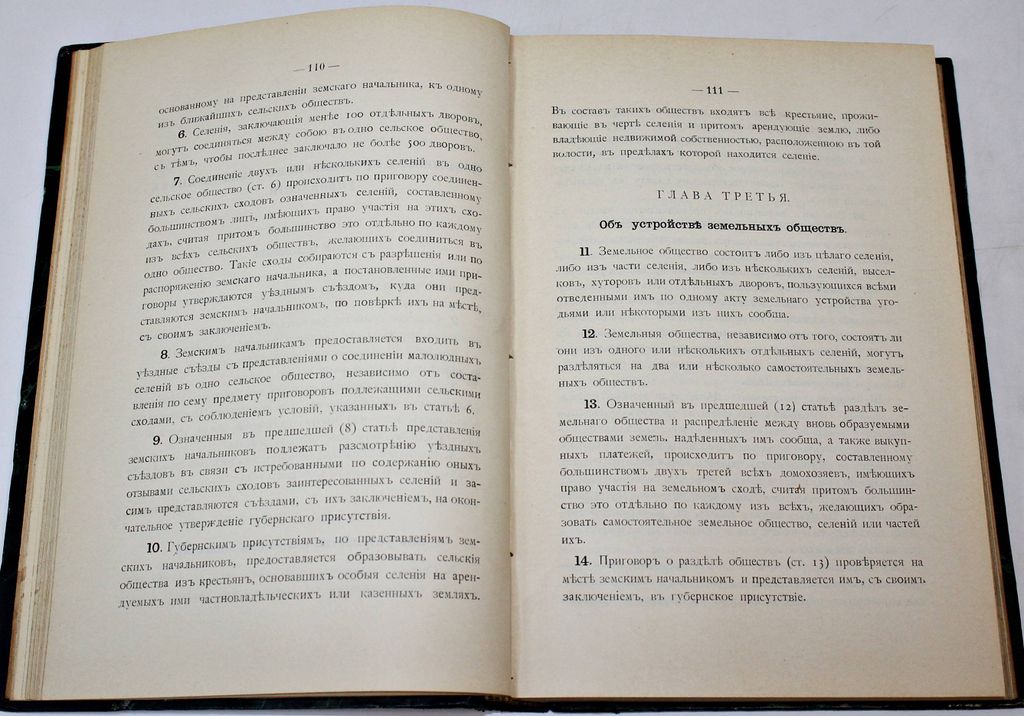 — 110 —
основанному на представленіи земскаго начальника, къ одному
изъ ближайшихъ сельскихъ обществъ.
6. Селенія, заключающія менѣе 100 отдѣльныхъ дворовъ,
могутъ соединяться между собою въ одно сельское общество,
съ тѣмъ, чтобы послѣднее заключало не болѣе 500 дворовъ.
7. Соединеніе двухъ или нѣсколькихъ селеній въ одно
сельское общество (ст. 6) происходитъ по приговору соединен-
ныхъ сельскихъ сходовъ означенныхъ селеній, составленному
большинствомъ лицъ, имѣющихъ право участія на этихъ схо-
дахъ, считая притомъ большинство это отдѣльно по каждому
изъ всѣхъ сельскихъ обществъ, желающихъ соединиться въ
одно общество. Такіе сходы собираются съ разрѣшенія или по
распоряженію земскаго начальника, а постановленные ими при-
говоры утверждаются уѣзднымъ съѣздомъ, куда они пред-
ставляются земскимъ начальникомъ, по повѣркѣ ихъ на мѣстѣ,
съ своимъ заключеніемъ.
8. Земскимъ начальникамъ предоставляется входить въ
уѣздные съѣзды съ представленіями о соединеніи малолюдныхъ
селеній въ одно сельское общество, независимо отъ соста-
вленія по сему предмету приговоровъ подлежащими сельскими
сходами, съ соблюденіемъ условій, указанныхъ въ статьѣ 6.
9. Означенныя въ предшедшей (8) статьѣ представленія
земскихъ начальниковъ подлежатъ разсмотрѣнію уѣздныхъ
съѣздовъ въ связи съ истребованными по содержанію оныхъ
отзывами сельскихъ сходовъ заинтересованныхъ селеній и за-
симъ представляются съѣздами, съ ихъ заключеніемъ, на окон-
чательное утвержденіе губернскаго присутствія.
10. Губернскимъ присутствіямъ, по представленіямъ зем-
скихъ начальниковъ, предоставляется образовывать сельскія
общества изъ крестьянъ, основавшихъ особыя селенія на арен-
дуемыхъ ими частновладѣльческихъ или казенныхъ земляхъ.
— 111 —
Въ составъ такихъ обществъ входятъ всѣ крестьяне, прожи-
вающіе въ чертѣ селенія и притомъ арендующіе землю, либо
владѣющіе недвижимой собственностью, расположенною въ той
волости, въ предѣлахъ которой находится селеніе.
ГЛАВА ТРЕТЬЯ.
Объ устройствѣ земельныхъ обществъ.
11. Земельное общество состоитъ либо изъ цѣлаго селенія,
либо изъ части селенія, либо изъ нѣсколькихъ селеній, высел-
ковъ, хуторовъ или отдѣльныхъ дворовъ, пользующихся всѣми
отведенными имъ по одному акту земельнаго устройства уго-
дьями или нѣкоторыми изъ нихъ сообща.
12. Земельныя общества, независимо отъ того, состоятъ ли
они изъ одного или нѣсколькихъ отдѣльныхъ селеній, могутъ
раздѣляться на два или нѣсколько самостоятельныхъ земель-
ныхъ обществъ.
13. Означенный въ предшедшей (12) статьѣ раздѣлъ зе-
мельнаго общества и распредѣленіе между вновь образуемыми
обществами земель, надѣленныхъ имъ сообща, а также выкуп-
ныхъ платежей, происходитъ по приговору, составленному
большинствомъ двухъ третей всѣхъ домохозяевъ, имѣющихъ
право участія на земельномъ сходѣ, считая притомъ большин-
ство это отдѣльно по каждому изъ всѣхъ, желающихъ обра-
зовать самостоятельное земельное общество, селеній или частей
ихъ.
14. Приговоръ о раздѣлѣ обществъ (ст. 13) провѣряется на
мѣстѣ земскимъ начальникомъ и представляется имъ, съ своимъ
заключеніемъ, въ губернское присутствіе.